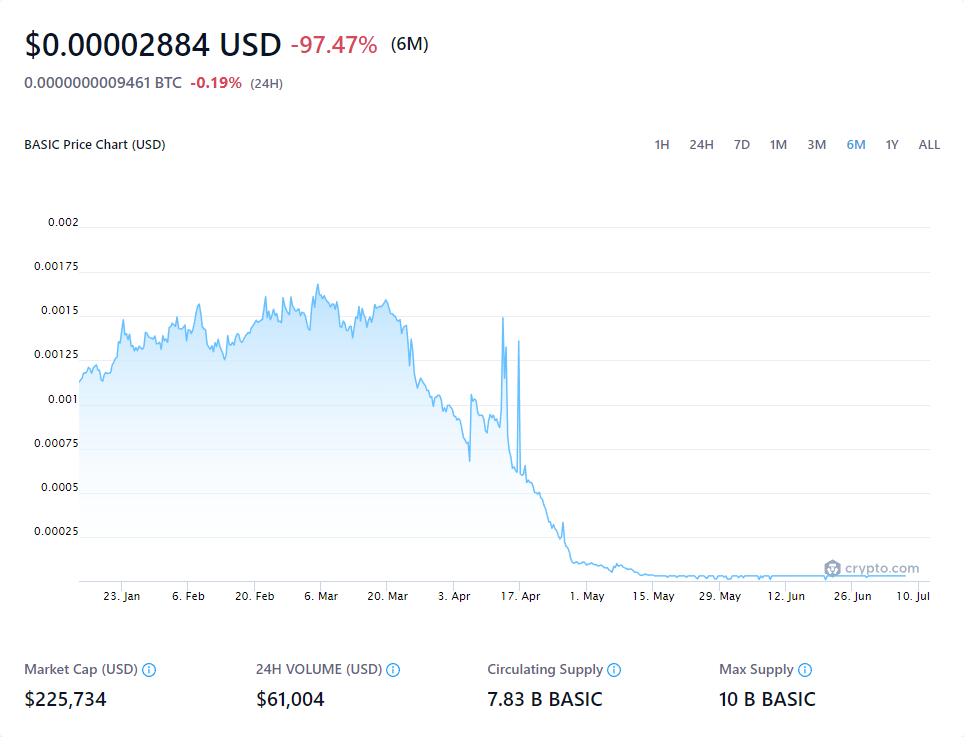 $0.00002884 USD -97.47% (6M)
0.0000000009461 BTC -0.19% (24H)
BASIC Price Chart (USD) 1H 24H 7D 1M 3M 6M 1Y ALL
0.002
0.00175
0.0015
0.00125
0.001
0.00075
0.0005
0.00025
crypto.com
23. Jan 6. Feb 20. Feb 6. Mar 20. Mar 3. Apr 17. Apr 1. May 15. May 29. May 12. Jun 26. Jun 10. Jul
Market Cap (USD) 24H VOLUME (USD) Circulating Supply Max Supply
$225,734 $61,004 7.83 B BASIC 10 B BASIC